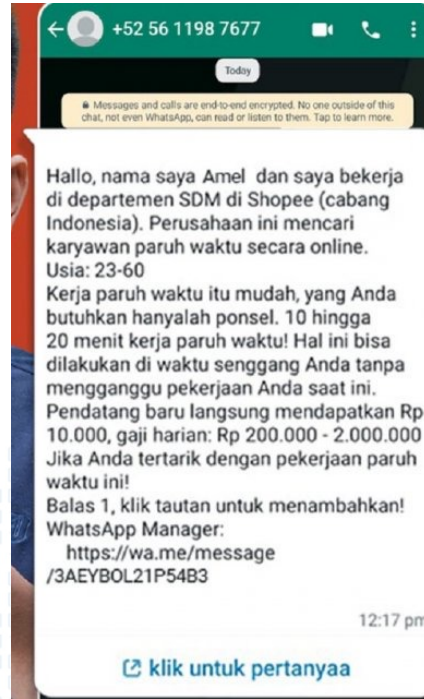 +52 56 1198 7677
Today
Messages and calls are end-to-end encrypted. No one outside of this
chat, not even WhatsApp, can read or listen to them. Tap to learn more.
Hallo, nama saya Amel dan saya bekerja
di departemen SDM di Shopee (cabang
Indonesia). Perusahaan ini mencari
karyawan paruh waktu secara online.
Usia: 23-60
Kerja paruh waktu itu mudah, yang Anda
butuhkan hanyalah ponsel. 10 hingga
20 menit kerja paruh waktu! Hal ini bisa
dilakukan di waktu senggang Anda tanpa
mengganggu pekerjaan Anda saat ini.
Pendatang baru langsung mendapatkan Rp
10.000, gaji harian: Rp 200.000 - 2.000.000
Jika Anda tertarik dengan pekerjaan paruh
waktu ini!
Balas 1, klik tautan untuk menambahkan!
WhatsApp Manager:
https://wa.me/message
/3AEYBOL21P54B3
12:17 pm
klik untuk pertanyaa